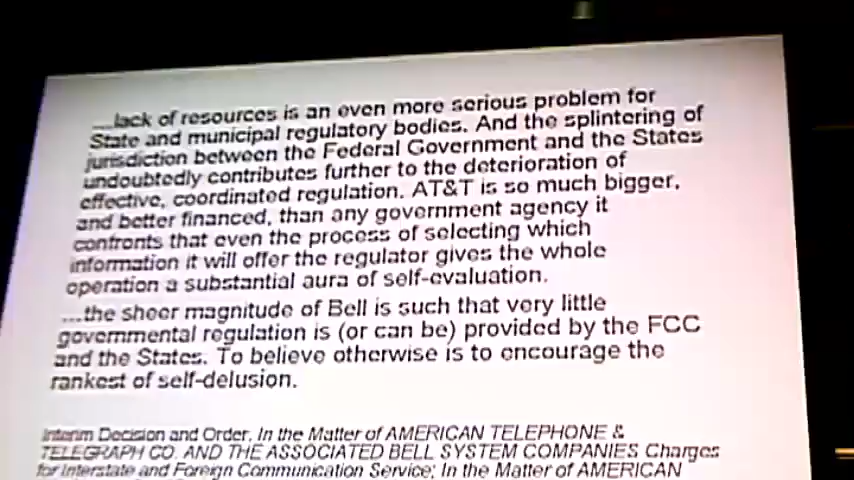 ...lack of resources is an even more serious problem for
State and municipal regulatory bodies. And the splintering of
jurisdiction between the Federal Government and the States
undoubtedly contributes further to the deterioration of
effective, coordinated regulation. AT&T is so much bigger,
and better financed, than any government agency it
confronts that even the process of selecting which
information it will offer the regulator gives the whole
operation a substantial aura of self-evaluation.
...the sheer magnitude of Bell is such that very little
governmental regulation is (or can be) provided by the FCC
and the States. To believe otherwise is to encourage the
rankest of self-delusion.
Interim Decision and Order, In the Matter of AMERICAN TELEPHONE &
TELEGRAPH CO. AND THE ASSOCIATED BELL SYSTEM COMPANIES Charges
for Interstate and Foreign Communication Service; In the Matter of AMERICAN